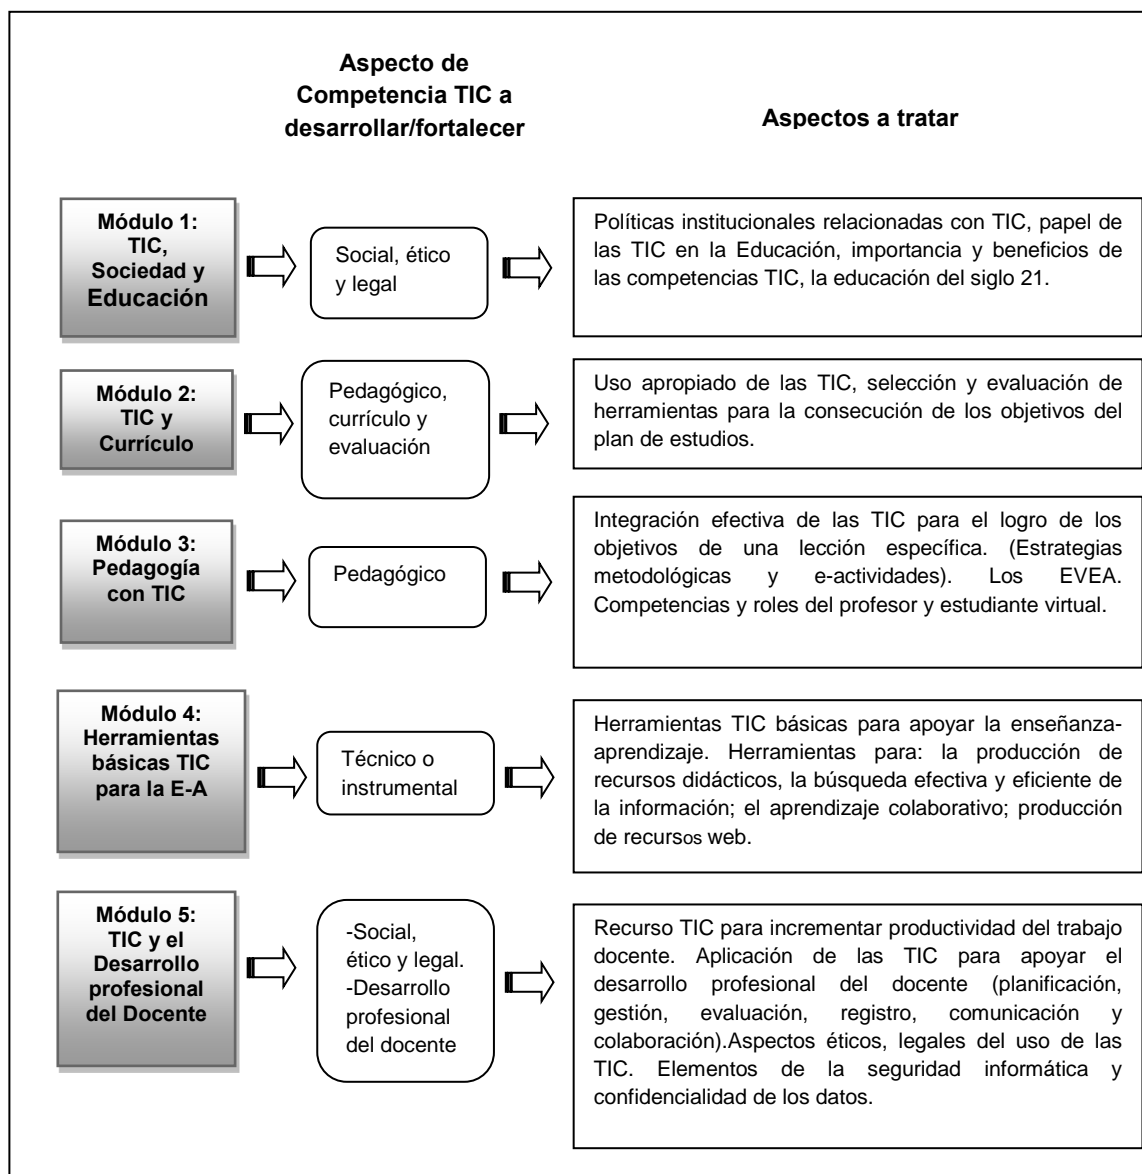 Aspecto de
Competencia TIC a
desarrollar/fortalecer
Aspectos a tratar
Módulo 1:
TIC,
Sociedad y
Educación
Social, ético
y legal
Políticas institucionales relacionadas con TIC, papel de
las TIC en la Educación, importancia y beneficios de
las competencias TIC, la educación del siglo 21.
Módulo 2:
TIC y
Currículo
Pedagógico,
currículo y
evaluación
Uso apropiado de las TIC, selección y evaluación de
herramientas para la consecución de los objetivos del
plan de estudios.
Módulo 3:
Pedagogía
con TIC
Pedagógico
Integración efectiva de las TIC para el logro de los
objetivos de una lección específica. (Estrategias
metodológicas y e-actividades). Los EVEA.
Competencias y roles del profesor y estudiante virtual.
Módulo 4:
Herramientas
básicas TIC
para la E-A
Técnico o
instrumental
Herramientas TIC básicas para apoyar la enseñanza-
aprendizaje. Herramientas para: la producción de
recursos didácticos, la búsqueda efectiva y eficiente de
la información; el aprendizaje colaborativo; producción
de recursos web.
Módulo 5:
TIC y el
Desarrollo
profesional
del Docente
-Social,
ético y legal.
-Desarrollo
profesional
del docente
Recurso TIC para incrementar productividad del trabajo
docente. Aplicación de las TIC para apoyar el
desarrollo profesional del docente (planificación,
gestión, evaluación, registro, comunicación y
colaboración).Aspectos éticos, legales del uso de las
TIC. Elementos de la seguridad informática y
confidencialidad de los datos.